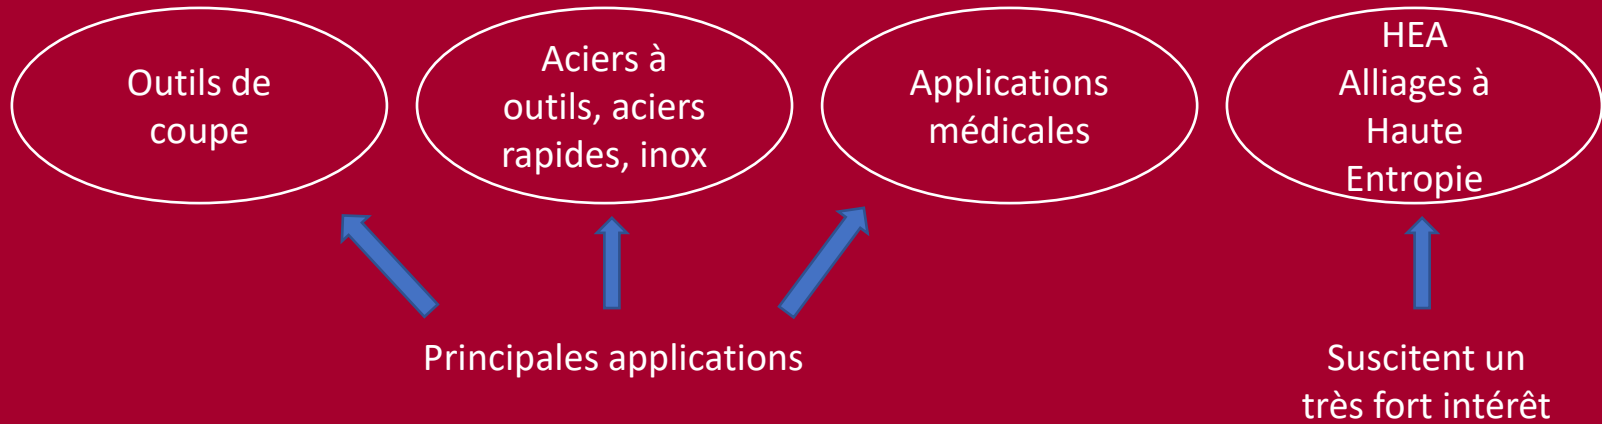 Outils de
coupe
Aciers à
outils, aciers
rapides, inox
Applications
médicales
HEA
Alliages à
Haute
Entropie
Principales applications
Suscitent un
très fort intérêt